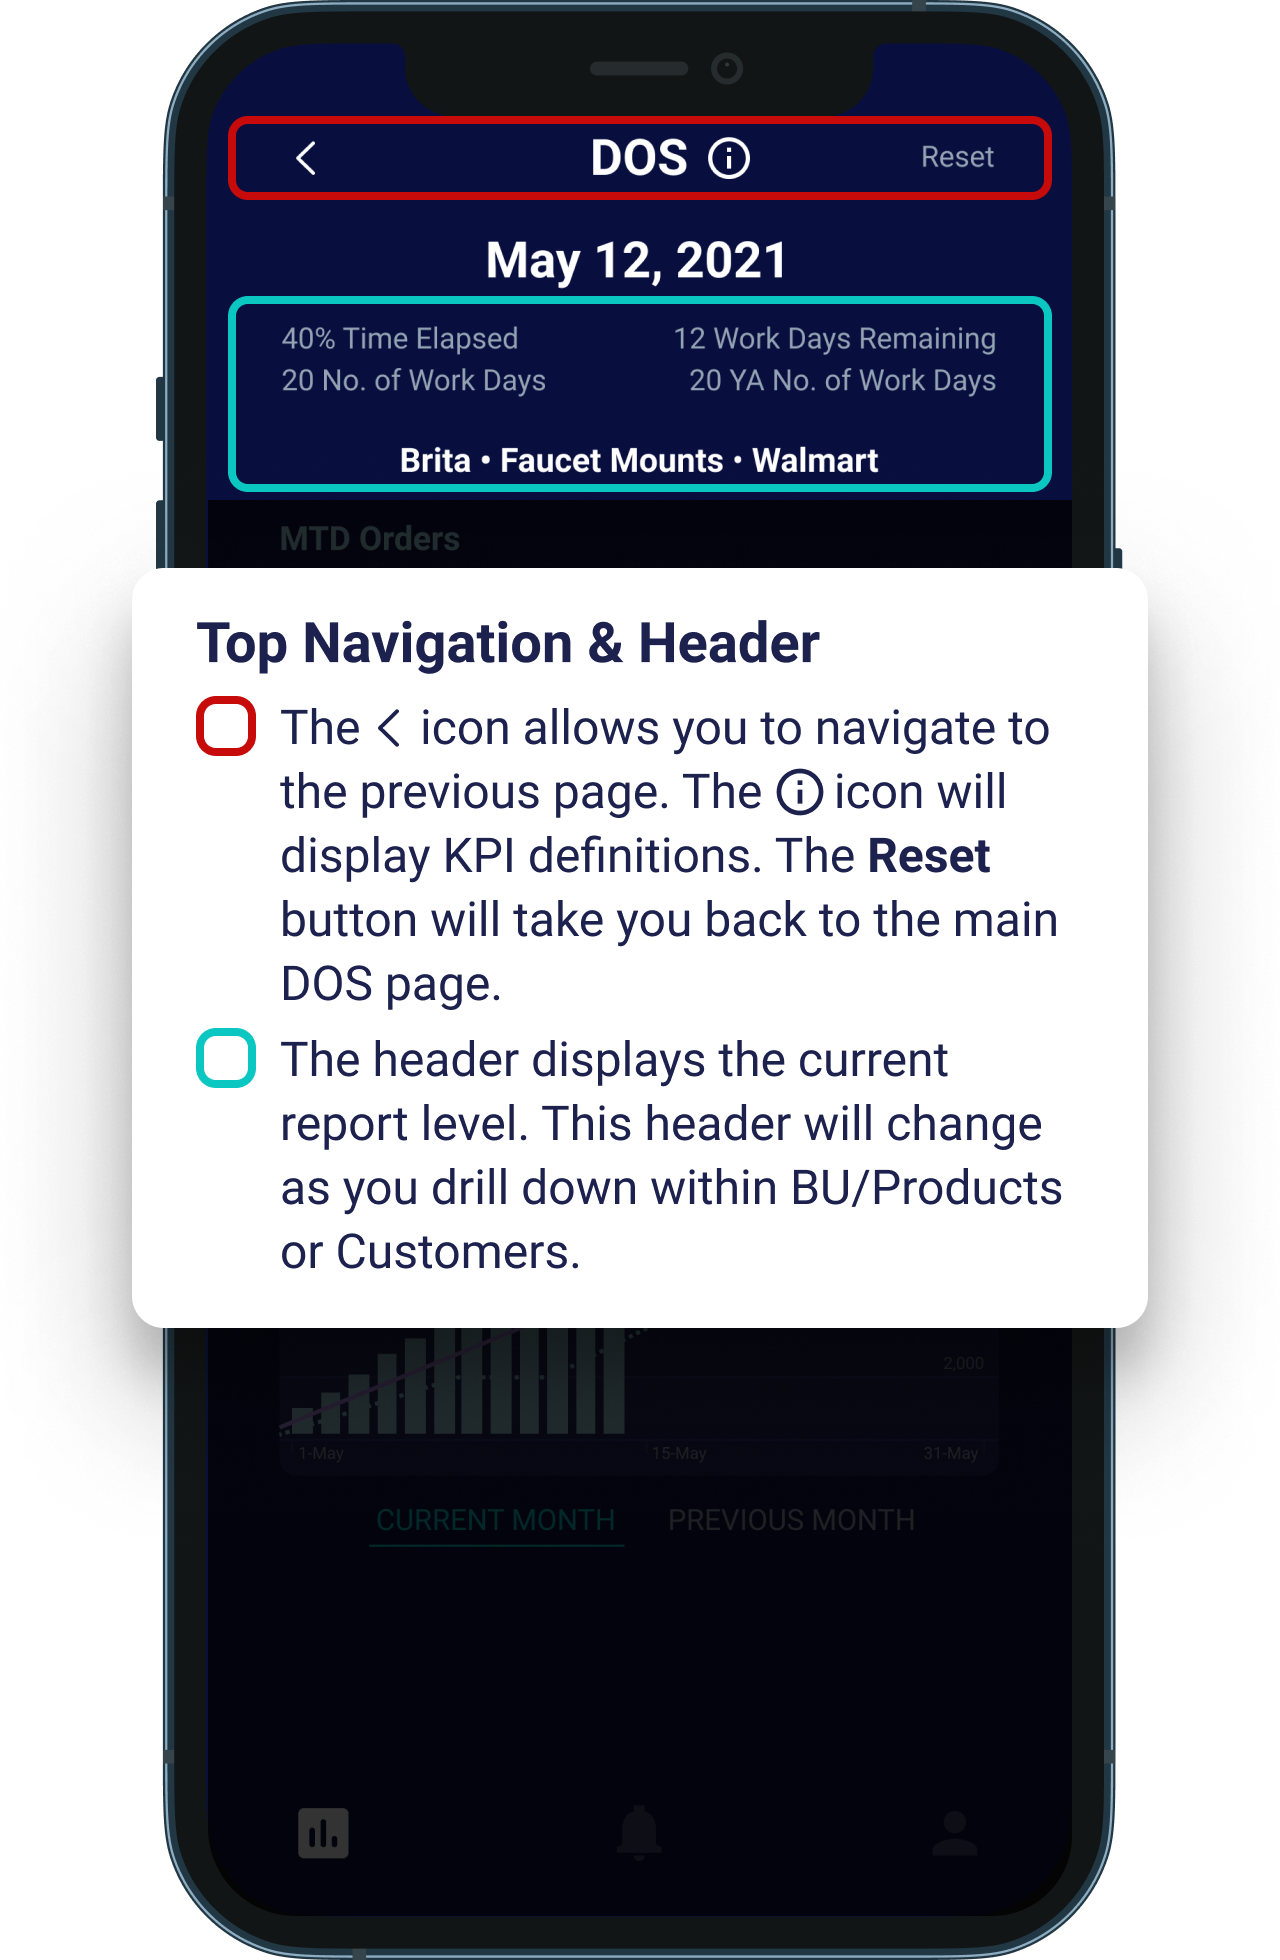 DOS
Reset
May 12, 2021
40% Time Elapsed
12 Work Days Remaining
20 No. of Work Days
20 YA No. of Work Days
Brita • Faucet Mounts • Walmart
MTD Orders
Top Navigation & Header
The < icon allows you to navigate to
the previous page. The ⓘ icon will
display KPI definitions. The Reset
button will take you back to the main
DOS page.
The header displays the current
report level. This header will change
as you drill down within BU/Products
or Customers.
2,000
1-May
15-May
31-May
CURRENT MONTH
PREVIOUS MONTH